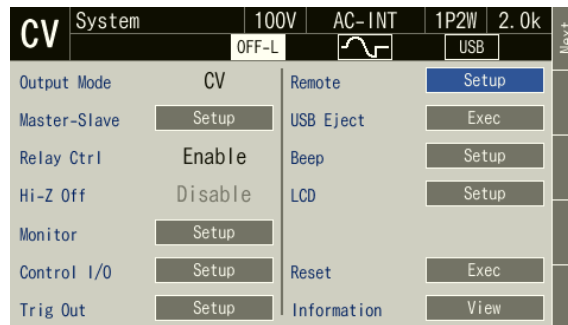 CV System 100V AC-INT 1P2W 2.0k
OFF-L USB
Next
Output Mode CV
Master-Slave Setup
Relay Ctrl Enable
Hi-Z Off Disable
Monitor Setup
Control I/O Setup
Trig Out Setup
Remote Setup
USB Eject Exec
Beep Setup
LCD Setup
Reset Exec
Information View